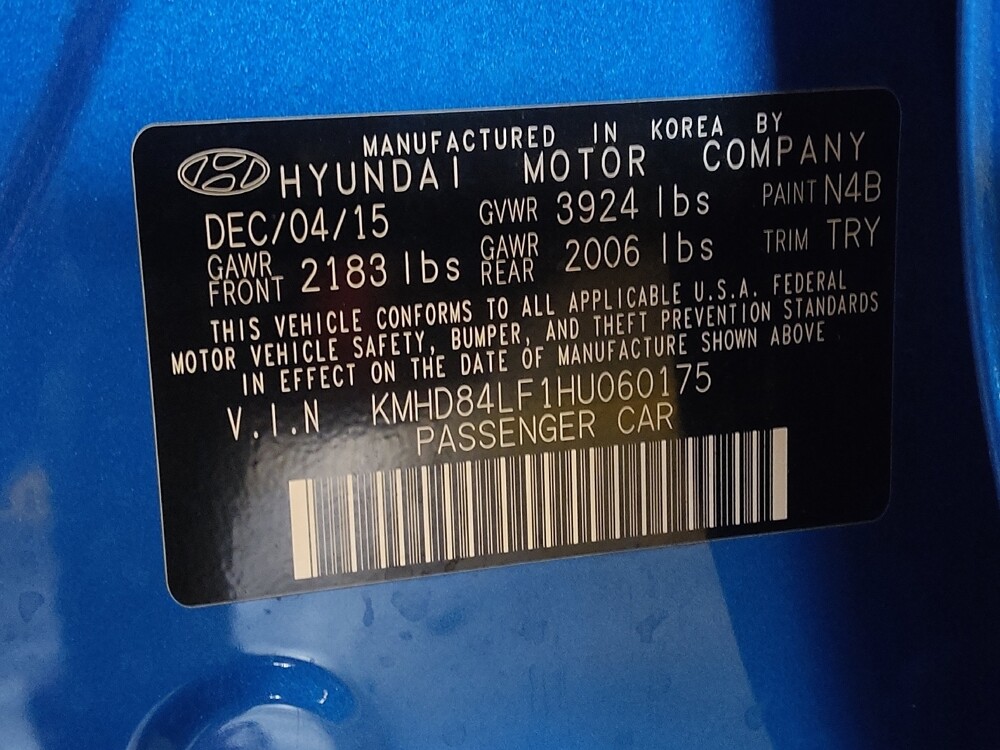 MANUFACTURED IN KOREA BY
HYUNDAI MOTOR COMPANY
DEC/04/15 GVWR 3924 lbs PAINT N4B
GAWR FRONT 2183 lbs GAWR REAR 2006 lbs TRIM TRY
THIS VEHICLE CONFORMS TO ALL APPLICABLE U.S.A. FEDERAL
MOTOR VEHICLE SAFETY, BUMPER, AND THEFT PREVENTION STANDARDS
IN EFFECT ON THE DATE OF MANUFACTURE SHOWN ABOVE
V.I.N KMHD84LF1HU060175
PASSENGER CAR